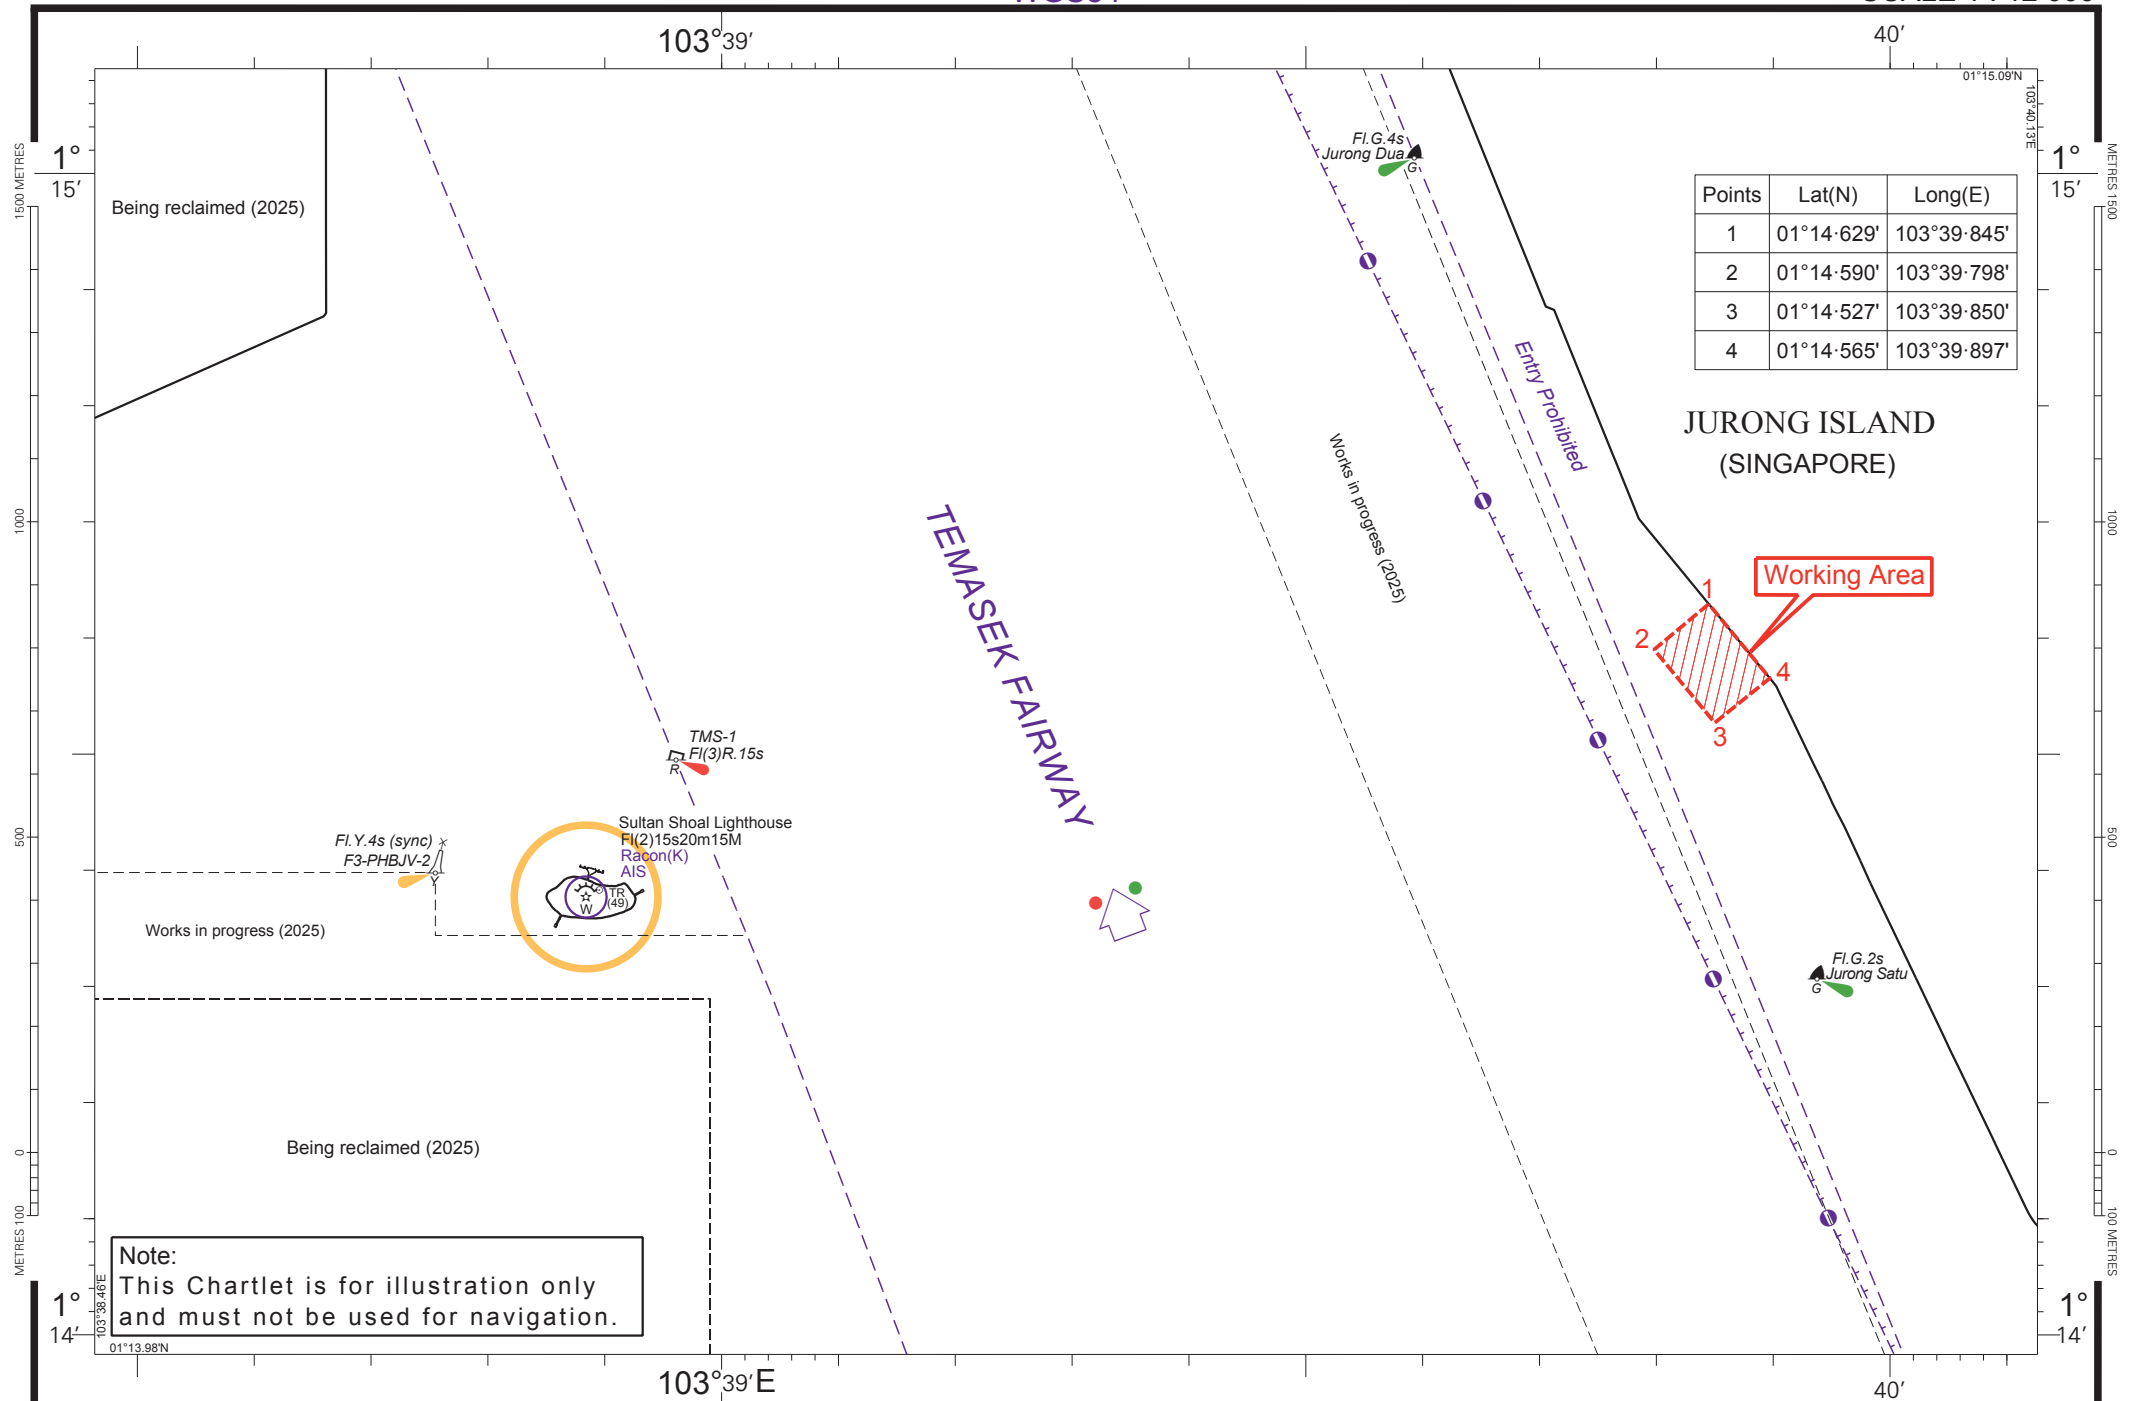 103°39' 40'
01°15.09'N
103°40.13'E
1°
15'
1°
15'
1500 METRES
METRES 1500
Being reclaimed (2025)
Fl.G.4s
Jurong Dua
G
Points Lat(N) Long(E)
1 01°14·629' 103°39·845'
2 01°14·590' 103°39·798'
3 01°14·527' 103°39·850'
4 01°14·565' 103°39·897'
Entry Prohibited
JURONG ISLAND
(SINGAPORE)
Works in progress (2025)
1000
1000
TEMASEK FAIRWAY
Working Area
1
2
4
3
TMS-1
Fl(3)R.15s
R
Sultan Shoal Lighthouse
Fl(2)15s20m15M
Racon(K)
AIS
TR
(49)
W
Fl.Y.4s (sync)
F3-PHBJV-2
Y
500
500
Works in progress (2025)
Fl.G.2s
Jurong Satu
G
Being reclaimed (2025)
0
0
METRES 100
100 METRES
Note:
This Chartlet is for illustration only
and must not be used for navigation.
103°38.46'E
1°
14'
1°
14'
01°13.98'N
103°39'E 40'